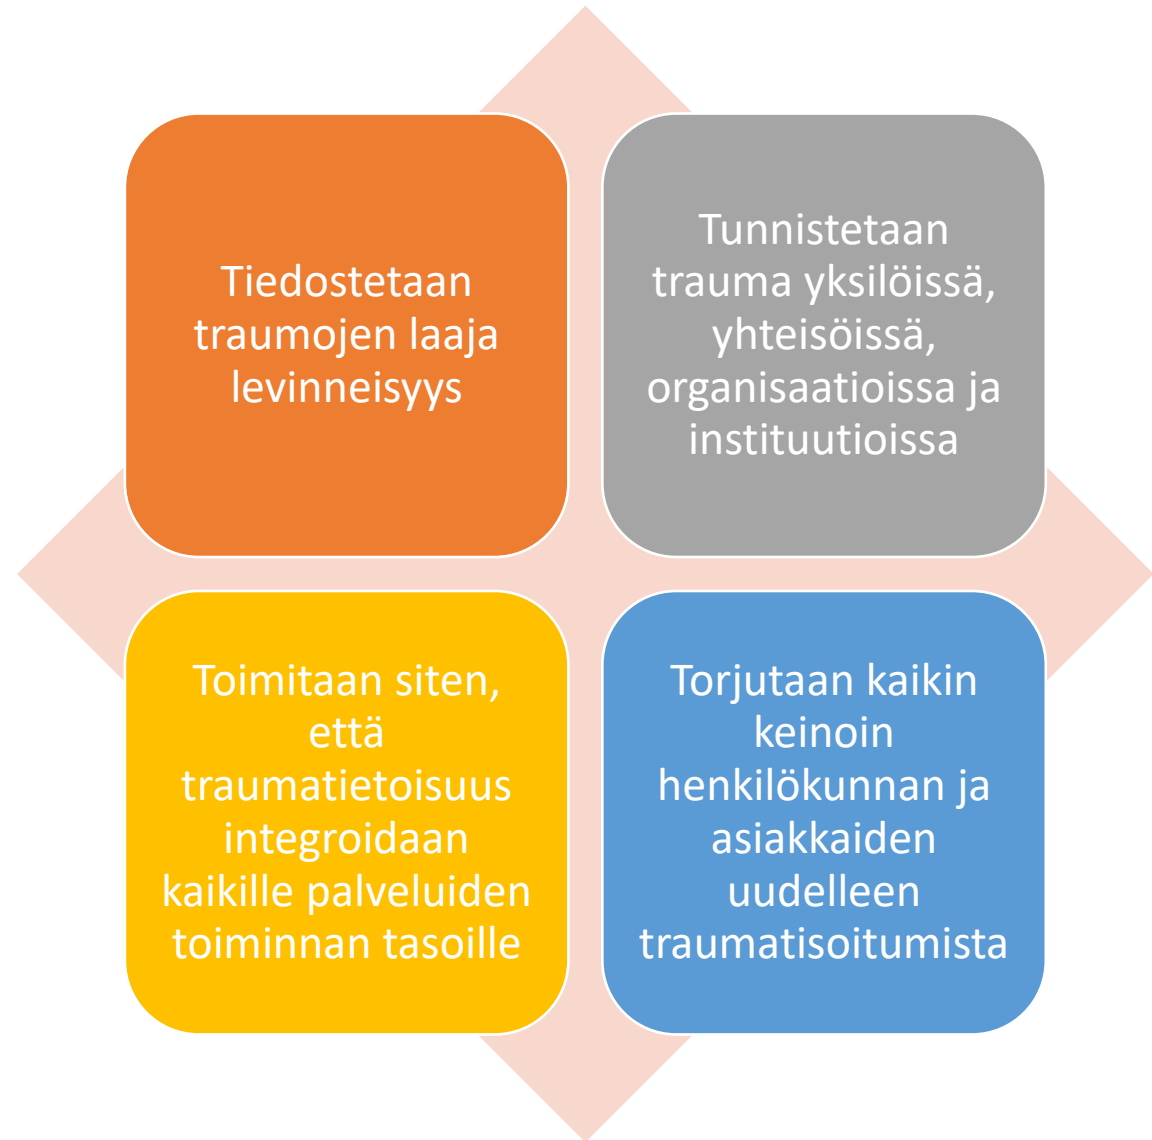 Tiedostetaan
traumojen laaja
levinneisyys
Tunnistetaan
trauma yksilöissä,
yhteisöissä,
organisaatioissa ja
instituutioissa
Toimitaan siten,
että
traumatietoisuus
integroidaan
kaikille palveluiden
toiminnan tasoille
Torjutaan kaikin
keinoin
henkilökunnan ja
asiakkaiden
uudelleen
traumatisoitumista